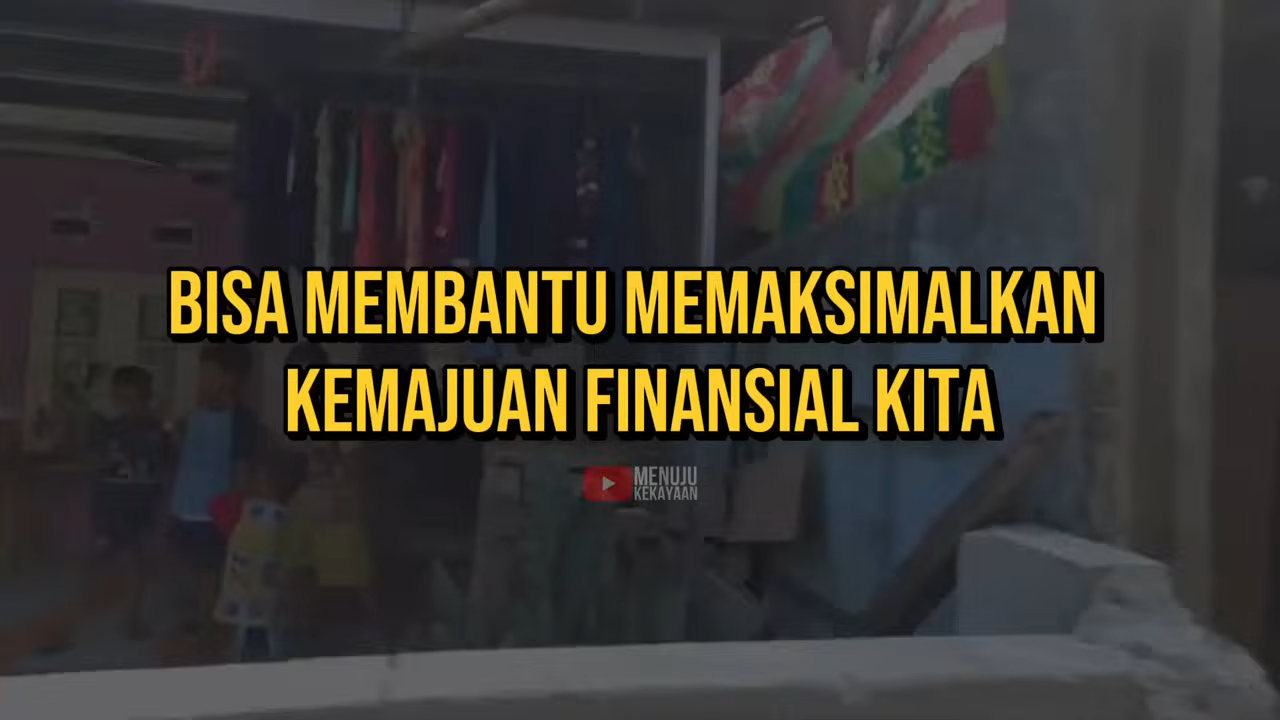 BISA MEMBANTU MEMAKSIMALKAN
KEMAJUAN FINANSIAL KITA
MENUJU
KEKAYAAN